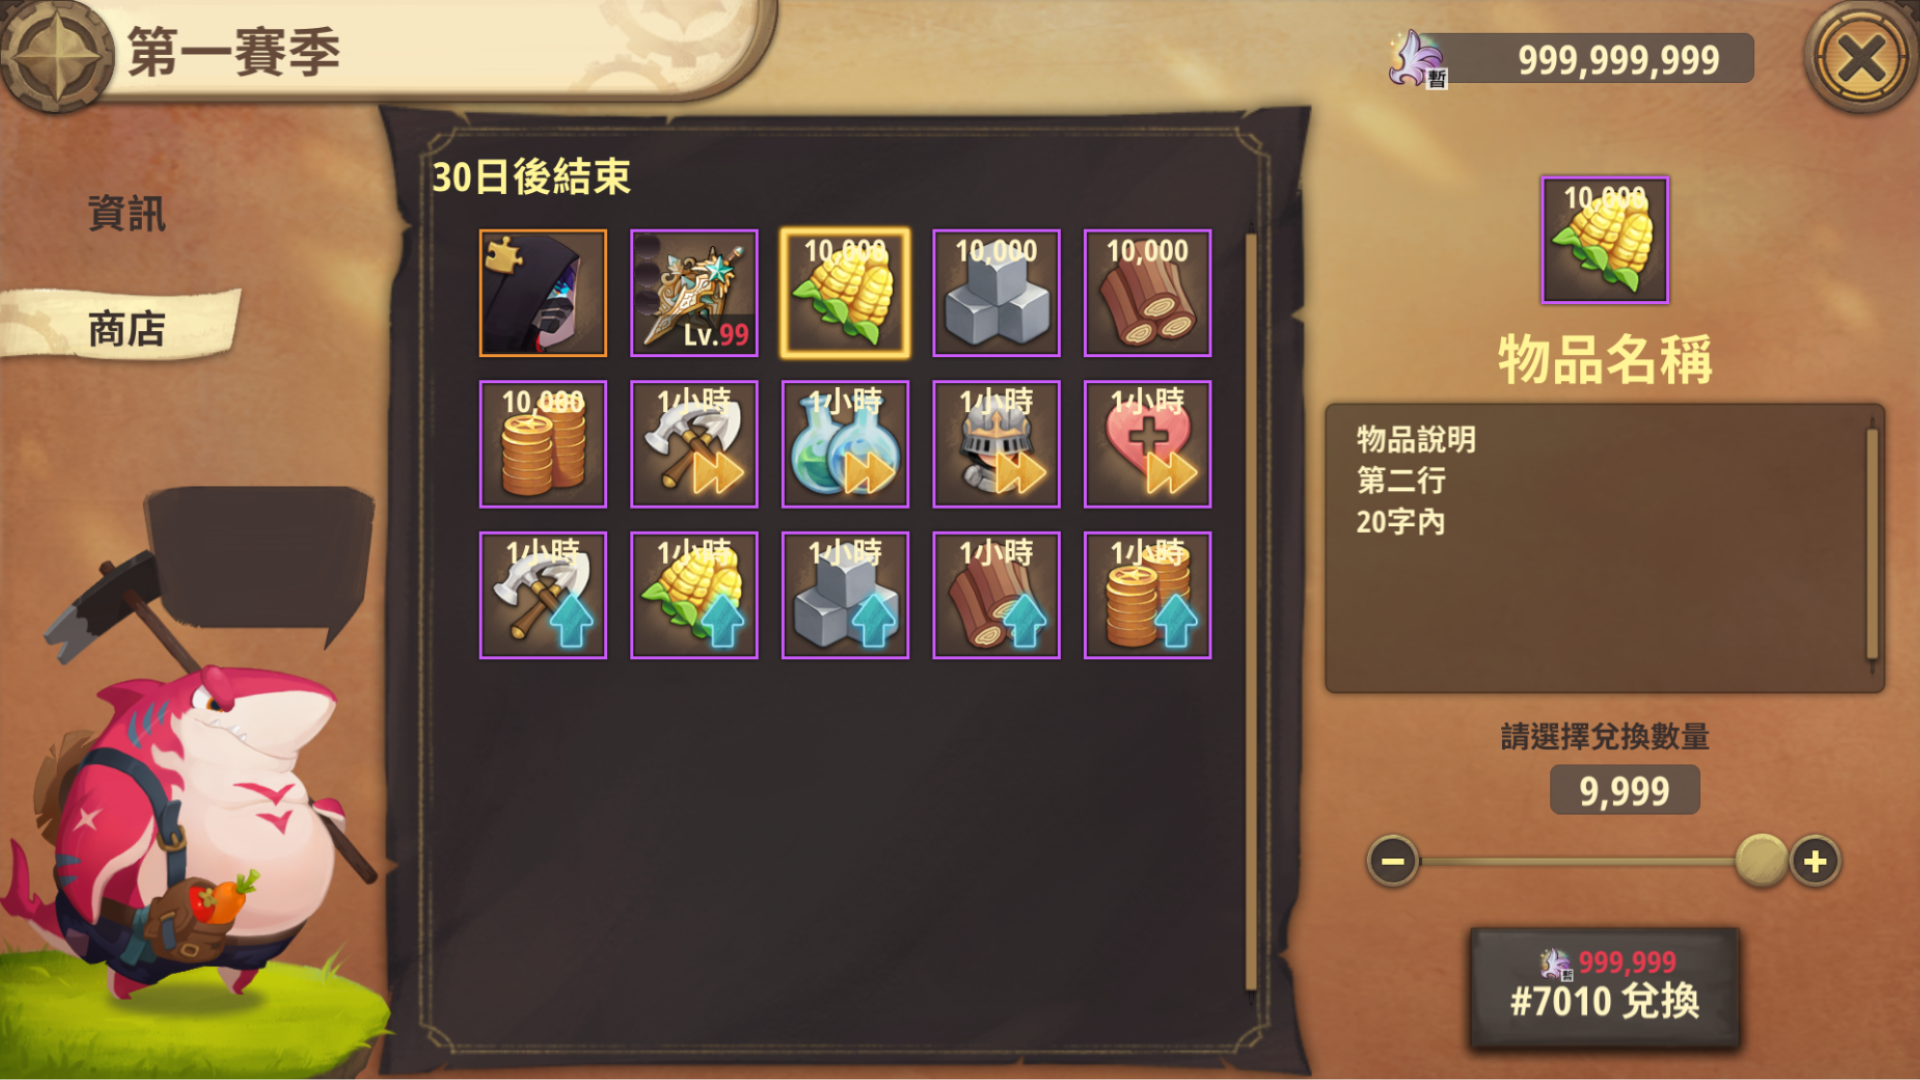 第一賽季
暫
999,999,999
資訊
商店
30日後結束
Lv.99
10,000
10,000
10,000
10,000
1小時
1小時
1小時
1小時
1小時
1小時
1小時
1小時
1小時
10,000
物品名稱
物品說明
第二行
20字內
請選擇兌換數量
9,999
暫
999,999
#7010 兌換